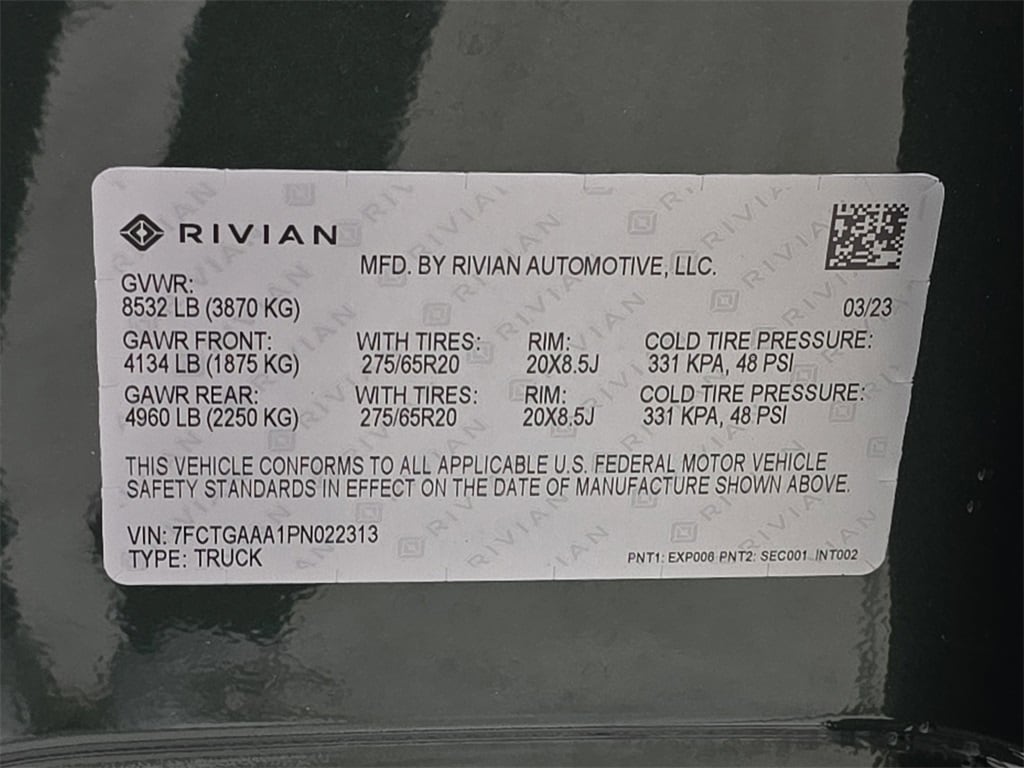 RIVIAN
MFD. BY RIVIAN AUTOMOTIVE, LLC.
GVWR:
8532 LB (3870 KG) 03/23
GAWR FRONT: WITH TIRES: RIM: COLD TIRE PRESSURE:
4134 LB (1875 KG) 275/65R20 20X8.5J 331 KPA, 48 PSI
GAWR REAR: WITH TIRES: RIM: COLD TIRE PRESSURE:
4960 LB (2250 KG) 275/65R20 20X8.5J 331 KPA, 48 PSI
THIS VEHICLE CONFORMS TO ALL APPLICABLE U.S. FEDERAL MOTOR VEHICLE
SAFETY STANDARDS IN EFFECT ON THE DATE OF MANUFACTURE SHOWN ABOVE.
VIN: 7FCTGAAA1PN022313
TYPE: TRUCK PNT1: EXP006 PNT2: SEC001 INT002